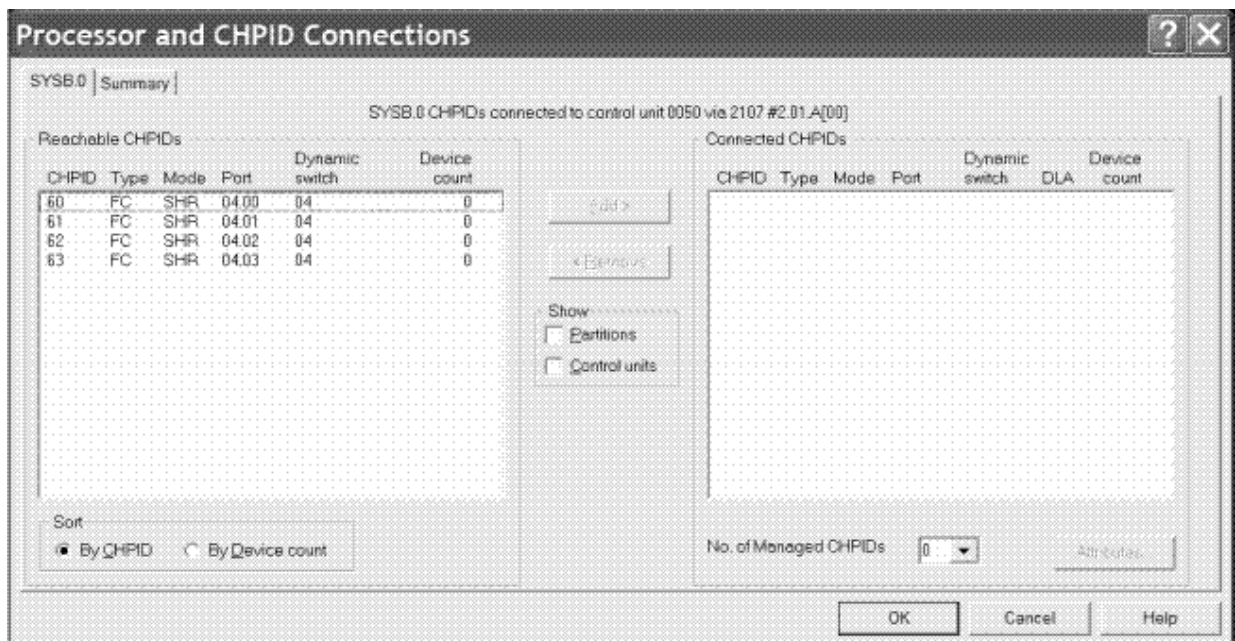 Processor and CHPID Connections
? X
SYSB.0 Summary
SYSB.0 CHPIDs connected to control unit 0050 via 2107 #2.01.A[00]
Reachable CHPIDs
Dynamic Device
CHPID Type Mode Port switch count
60 FC SHR 04.00 04 0
61 FC SHR 04.01 04 0
62 FC SHR 04.02 04 0
63 FC SHR 04.03 04 0
Sort
By CHPID By Device count
Add >
< Remove
Show
Partitions
Control units
Connected CHPIDs
Dynamic Device
CHPID Type Mode Port switch DLA count
No. of Managed CHPIDs 0 Attributes...
OK Cancel Help